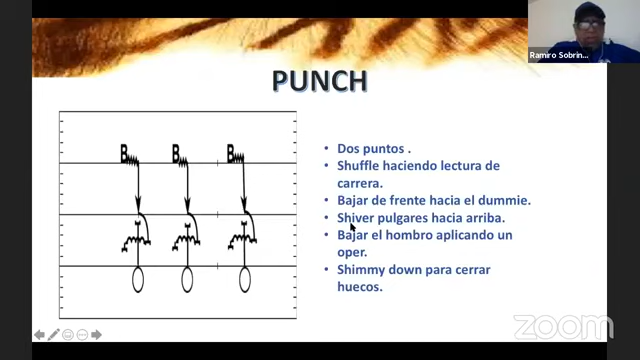 Ramiro Sobrin...
PUNCH
B B B
• Dos puntos .
• Shuffle haciendo lectura de
carrera.
• Bajar de frente hacia el dummie.
• Shiver pulgares hacia arriba.
• Bajar el hombro aplicando un
oper.
• Shimmy down para cerrar
huecos.
zoom